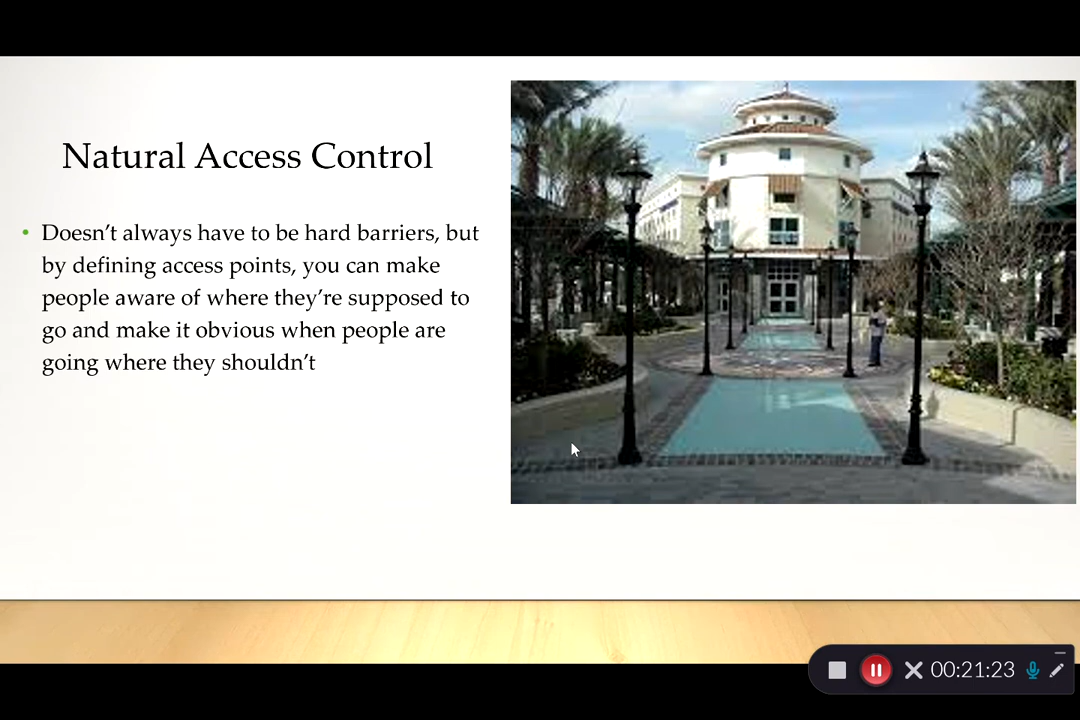 Natural Access Control
• Doesn’t always have to be hard barriers, but
by defining access points, you can make
people aware of where they’re supposed to
go and make it obvious when people are
going where they shouldn’t
00:21:23